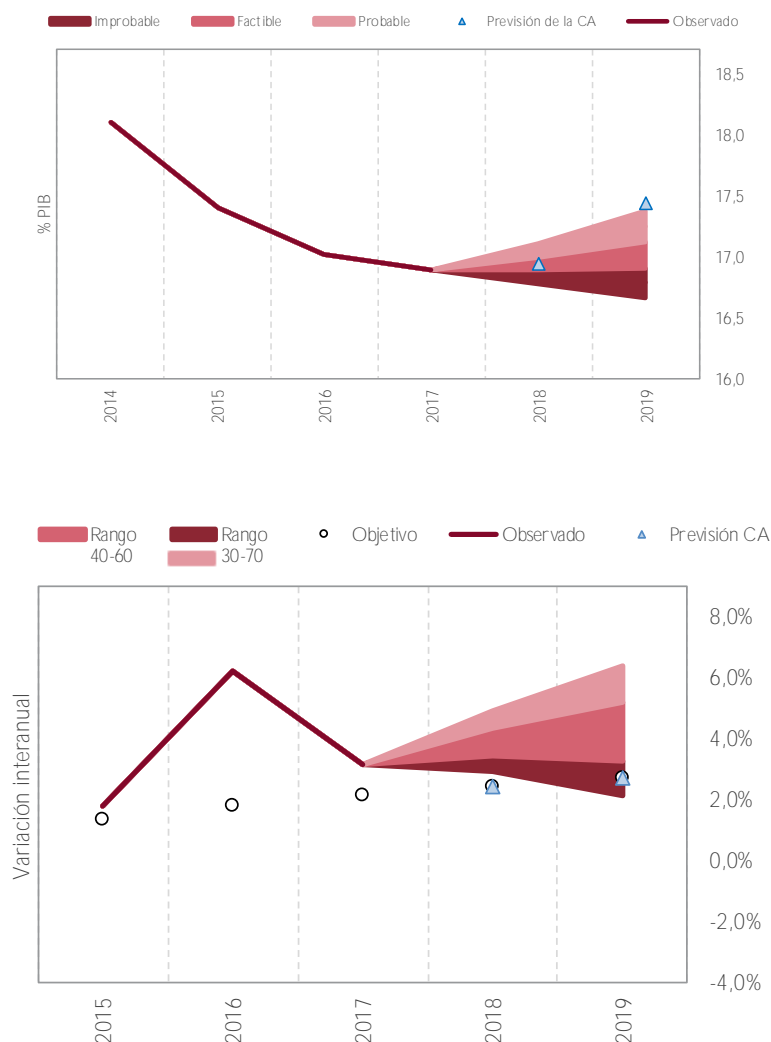 Improbable Factible Probable Previsión de la CA Observado
18,5
18,0
17,5
17,0
16,5
16,0
% PIB
2014 2015 2016 2017 2018 2019
Rango 40-60 Rango 30-70 Objetivo Observado Previsión CA
8,0%
6,0%
4,0%
2,0%
0,0%
-2,0%
-4,0%
Variación interanual
2015 2016 2017 2018 2019